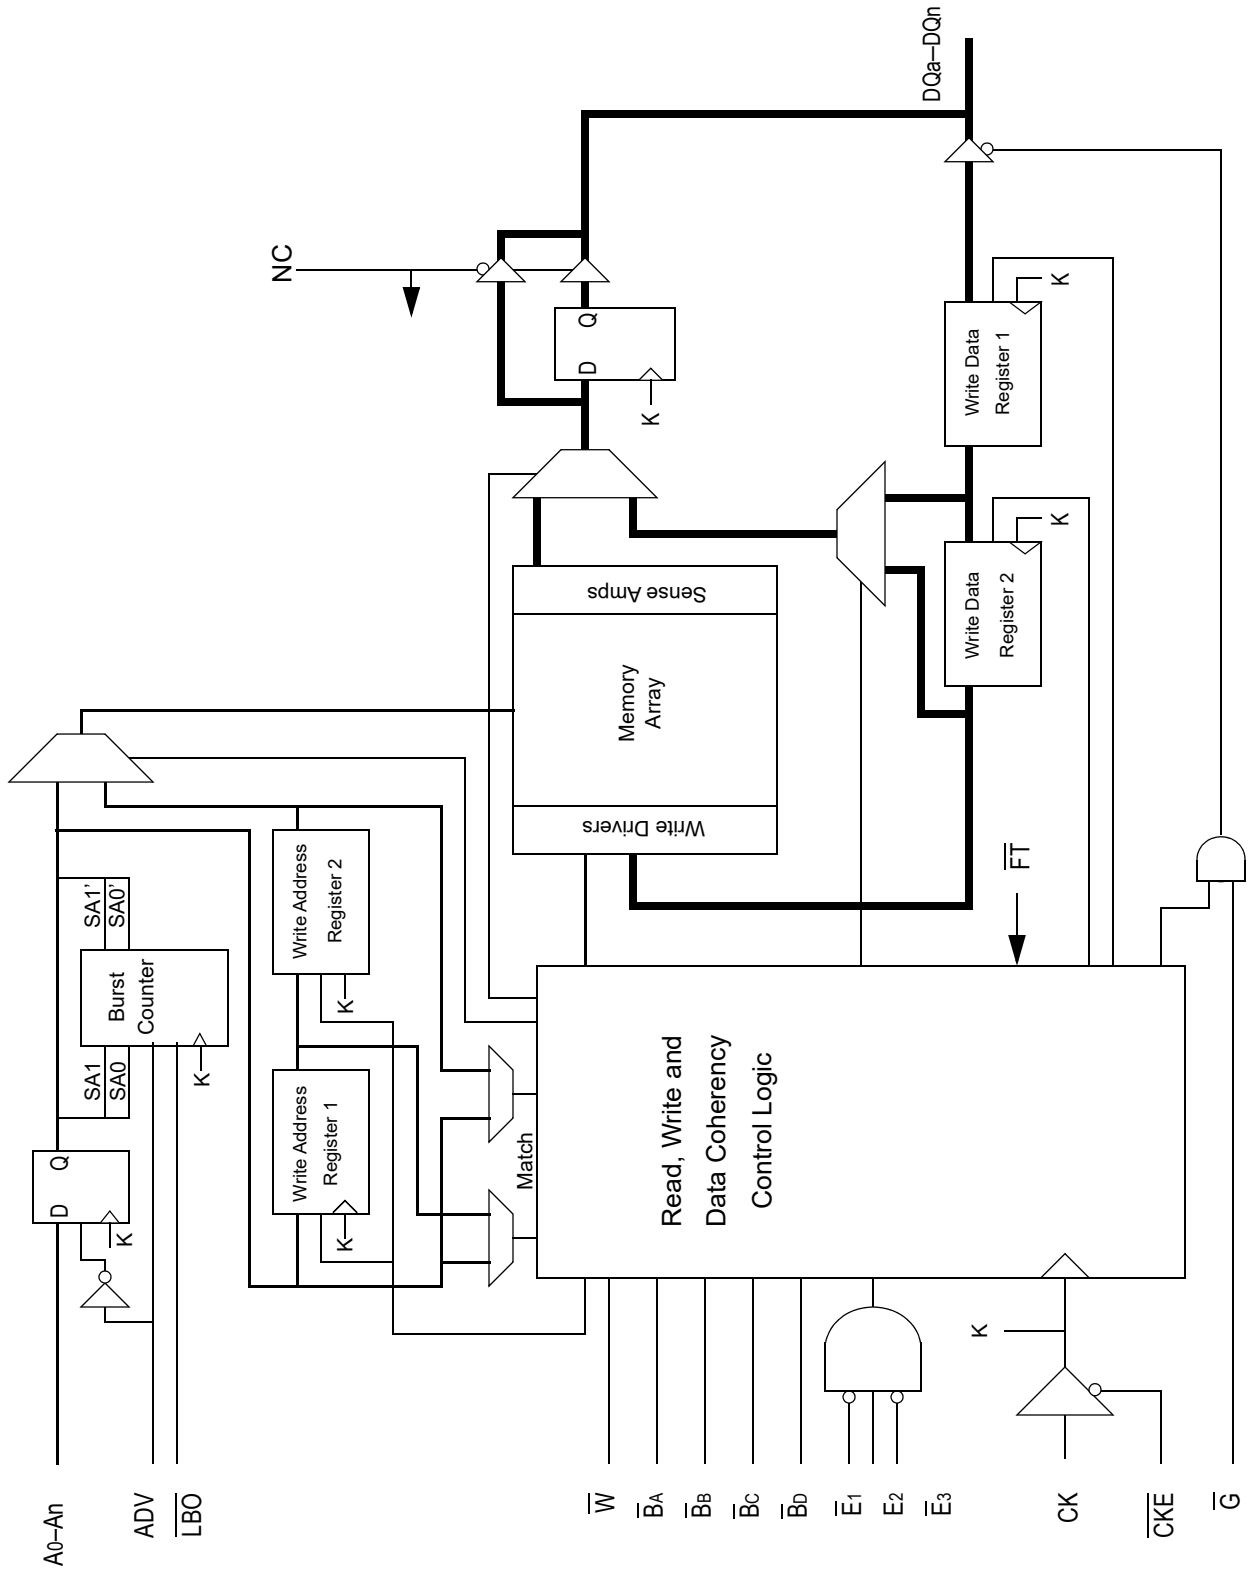 DQa–DQn
NC
Q
D
K
Write Data
Register 1
K
Write Data
Register 2
K
Sense Amps
Memory
Array
Write Drivers
FT
SA1’
SA0’
Burst
Counter
SA1
SA0
K
Q
D
K
Write Address
Register 2
K
Write Address
Register 1
K
Match
Read, Write and
Data Coherency
Control Logic
K
A0–An
ADV
LBO
W
BA
BB
BC
BD
E1
E2
E3
CK
CKE
G